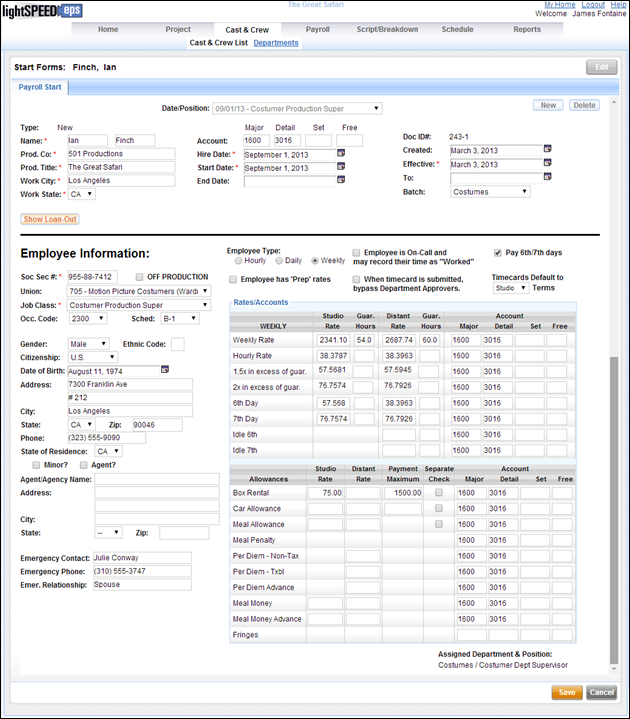 lightSPEED eps
The Great Safari
My Home Logout Help
Welcome James Fontaine
Home Project Cast & Crew Payroll Script/Breakdown Schedule Reports
Cast & Crew List Departments
Start Forms: Finch, Ian Edit
Payroll Start
Date/Position: 09/01/13 - Costumer Production Super New Delete
Type: New Major Detail Set Free
Name:* Ian Finch Account: 1600 3016 Doc ID#: 243-1
Prod. Co:* 501 Productions Hire Date:* September 1, 2013 Created: March 3, 2013
Prod. Title:* The Great Safari Start Date:* September 1, 2013 Effective:* March 3, 2013
Work City:* Los Angeles End Date: To:
Work State:* CA Batch: Costumes
Show Loan-Out
Employee Information:
Soc Sec #:* 955-88-7412 OFF PRODUCTION
Union: 705 - Motion Picture Costumers (Wardr
Job Class:* Costumer Production Super
Occ. Code: 2300 Sched: B-1
Gender: Male Ethnic Code:
Citizenship: U.S.
Date of Birth: August 11, 1974
Address: 7300 Franklin Ave
# 212
City: Los Angeles
State: CA Zip: 90046
Phone: (323) 555-9090
State of Residence: CA
Minor? Agent?
Agent/Agency Name:
Address:
City:
State: -- Zip:
Emergency Contact: Julie Conway
Emergency Phone: (310) 555-3747
Emer. Relationship: Spouse
Employee Type:
Hourly Daily Weekly
Employee is On-Call and may record their time as "Worked"
Pay 6th/7th days
Employee has 'Prep' rates
When timecard is submitted, bypass Department Approvers.
Timecards Default to
Studio Terms
Rates/Accounts
Studio Guar. Distant Guar. Account
WEEKLY Rate Hours Rate Hours Major Detail Set Free
Weekly Rate 2341.10 54.0 2687.74 60.0 1600 3016
Hourly Rate 38.3787 38.3963 1600 3016
1.5x in excess of guar. 57.5681 57.5945 1600 3016
2x in excess of guar. 76.7574 76.7926 1600 3016
6th Day 57.568 38.3963 1600 3016
7th Day 76.7574 76.7926 1600 3016
Idle 6th 1600 3016
Idle 7th 1600 3016
Studio Distant Payment Separate Account
Allowances Rate Rate Maximum Check Major Detail Set Free
Box Rental 75.00 1500.00 1600 3016
Car Allowance 1600 3016
Meal Allowance 1600 3016
Meal Penalty 1600 3016
Per Diem - Non-Tax 1600 3016
Per Diem - Txbl 1600 3016
Per Diem Advance 1600 3016
Meal Money 1600 3016
Meal Money Advance 1600 3016
Fringes
Assigned Department & Position:
Costumes / Costumer Dept Supervisor
Save Cancel